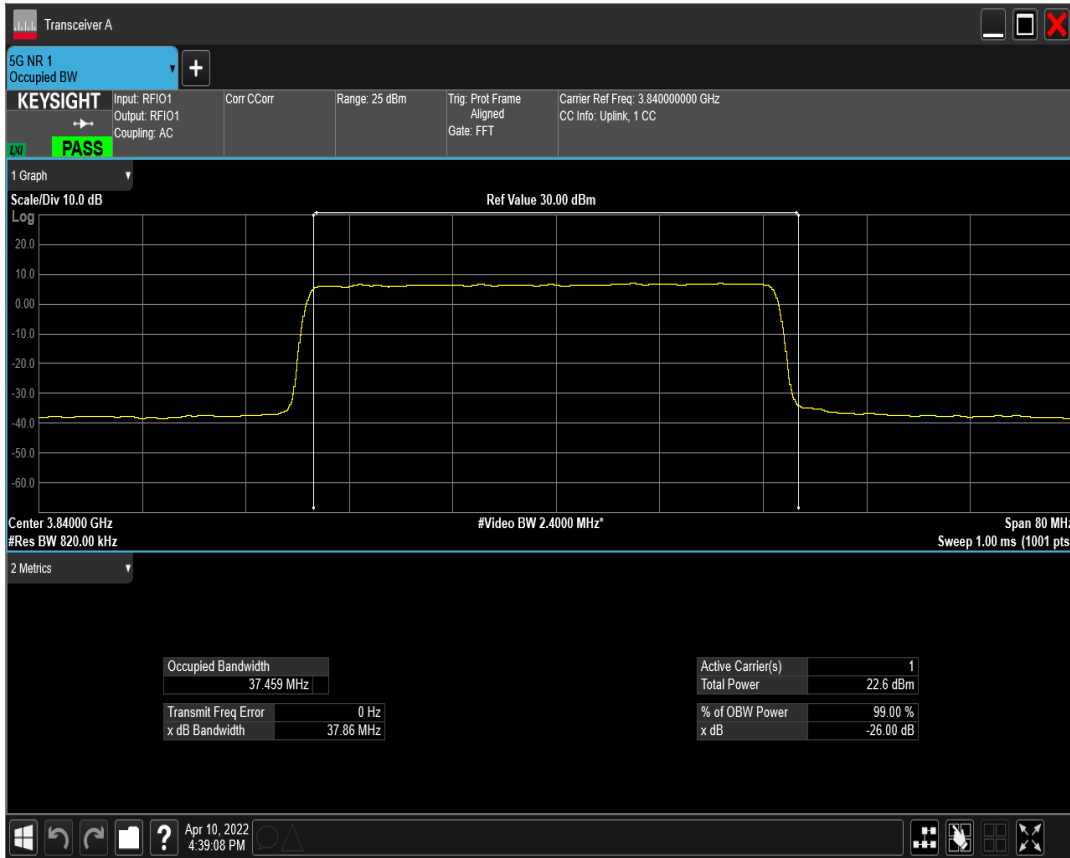 Transceiver A
5G NR 1
Occupied BW
+
KEYSIGHT
LXI
PASS
Input: RFIO1
Output: RFIO1
Coupling: AC
Corr CCorr
Range: 25 dBm
Trig: Prot Frame
Aligned
Gate: FFT
Carrier Ref Freq: 3.840000000 GHz
CC Info: Uplink, 1 CC
1 Graph
Scale/Div 10.0 dB
Ref Value 30.00 dBm
Log
20.0
10.0
0.00
-10.0
-20.0
-30.0
-40.0
-50.0
-60.0
Center 3.84000 GHz
#Video BW 2.4000 MHz*
Span 80 MHz
#Res BW 820.00 kHz
Sweep 1.00 ms (1001 pts
2 Metrics
Occupied Bandwidth
37.459 MHz
Transmit Freq Error 0 Hz
x dB Bandwidth 37.86 MHz
Active Carrier(s) 1
Total Power 22.6 dBm
% of OBW Power 99.00 %
x dB -26.00 dB
?
Apr 10, 2022
4:39:08 PM